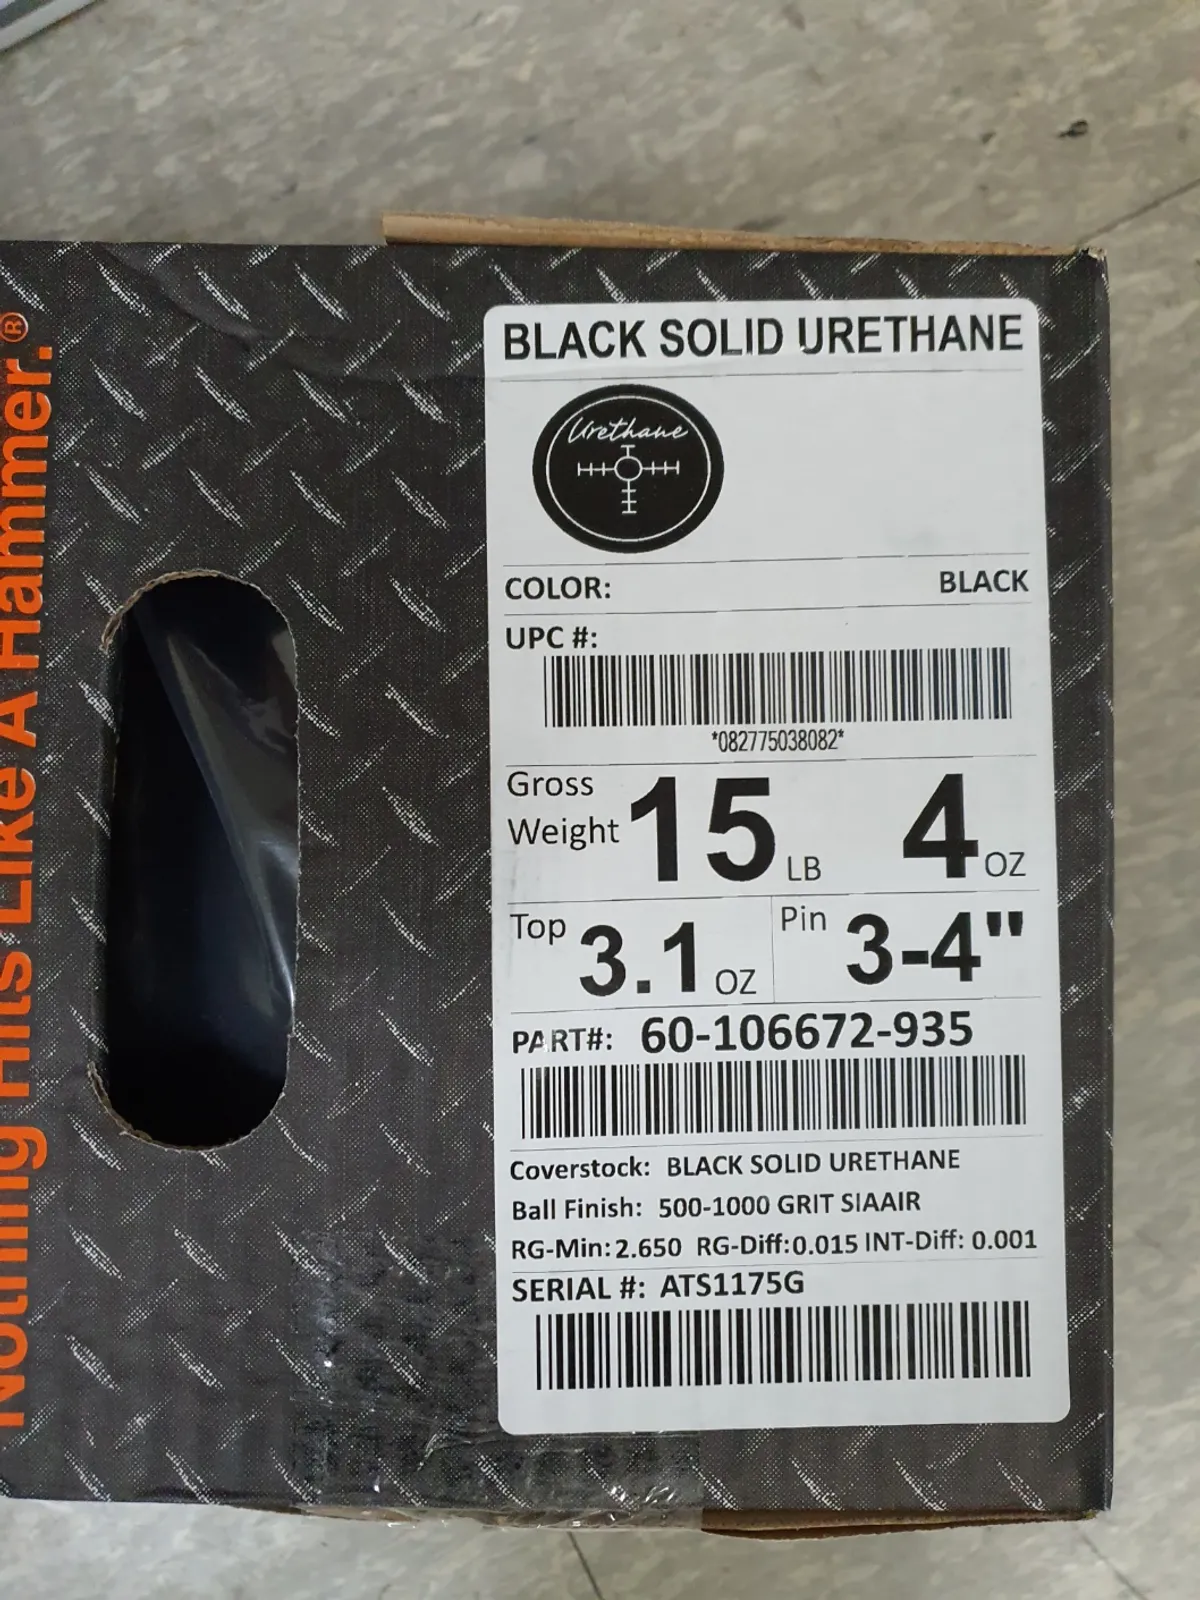 Nothing Hits Like A Hammer.®
BLACK SOLID URETHANE
Urethane
COLOR: BLACK
UPC #:
*082775038082*
Gross Weight 15 LB 4 OZ
Top 3.1 OZ Pin 3-4"
PART#: 60-106672-935
Coverstock: BLACK SOLID URETHANE
Ball Finish: 500-1000 GRIT SIAAIR
RG-Min: 2.650 RG-Diff: 0.015 INT-Diff: 0.001
SERIAL #: ATS1175G